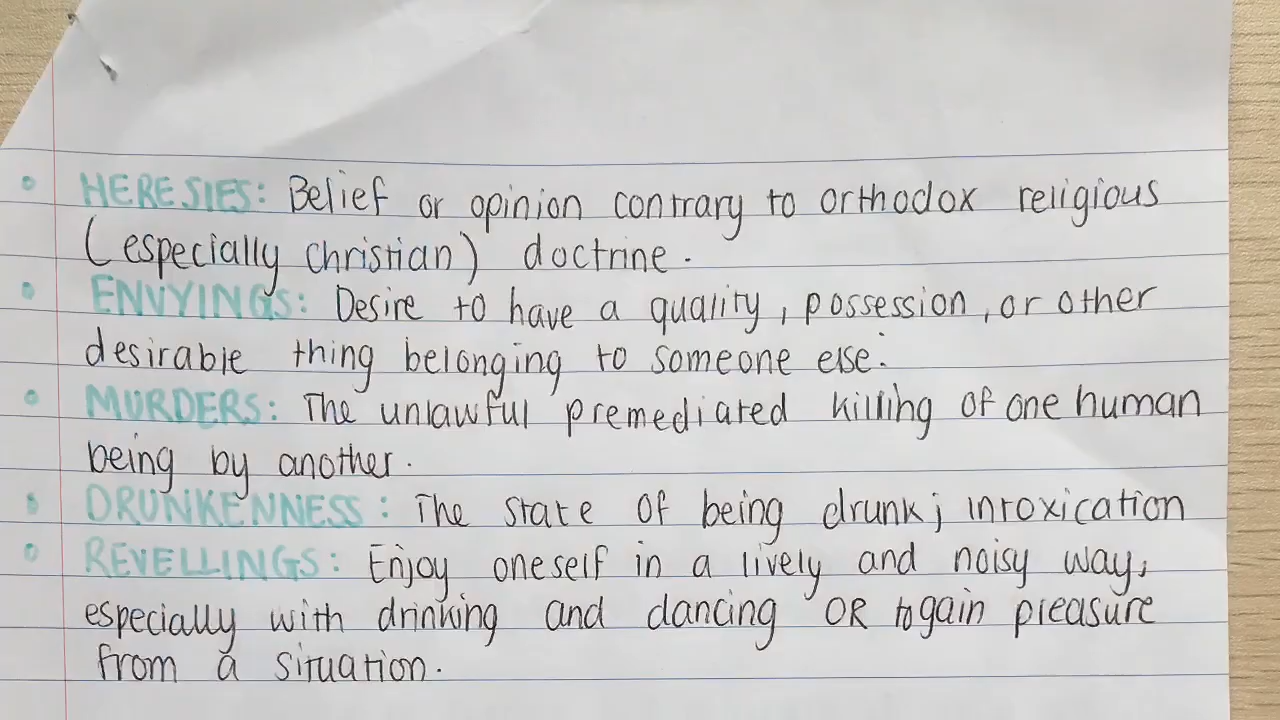 • HERESIES: Belief or opinion contrary to orthodox religious
(especially christian) doctrine.
• ENVYINGS: Desire to have a quality, possession, or other
desirable thing belonging to someone else.
• MURDERS: The unlawful premediated killing of one human
being by another.
• DRUNKENNESS: The state of being drunk; intoxication
• REVELLINGS: Enjoy oneself in a lively and noisy way,
especially with drinking and dancing OR to gain pleasure
from a situation.